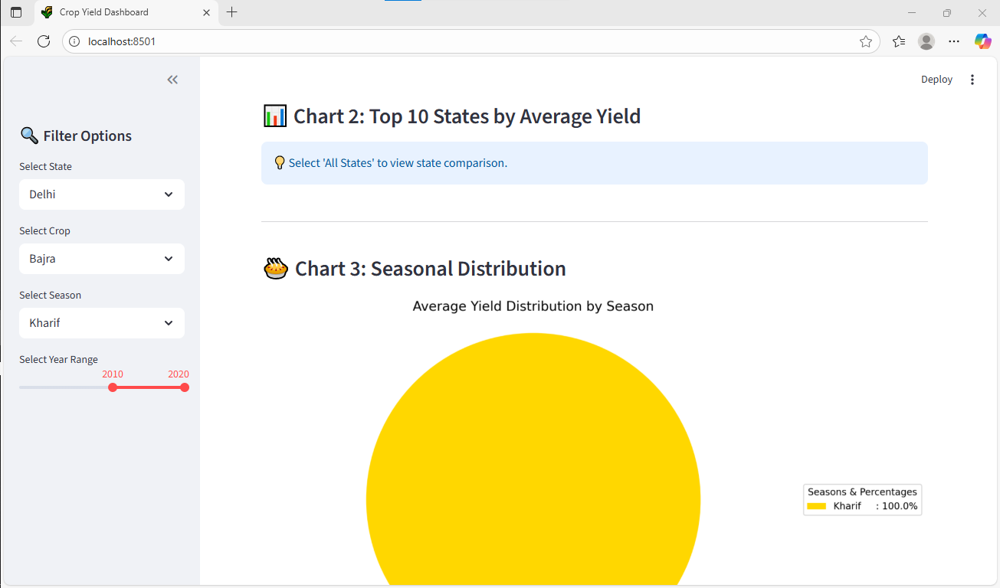 Crop Yield Dashboard
localhost:8501
Deploy
Filter Options
Select State
Delhi
Select Crop
Bajra
Select Season
Kharif
Select Year Range
2010 2020
Chart 2: Top 10 States by Average Yield
Select 'All States' to view state comparison.
Chart 3: Seasonal Distribution
Average Yield Distribution by Season
Seasons & Percentages
Kharif : 100.0%